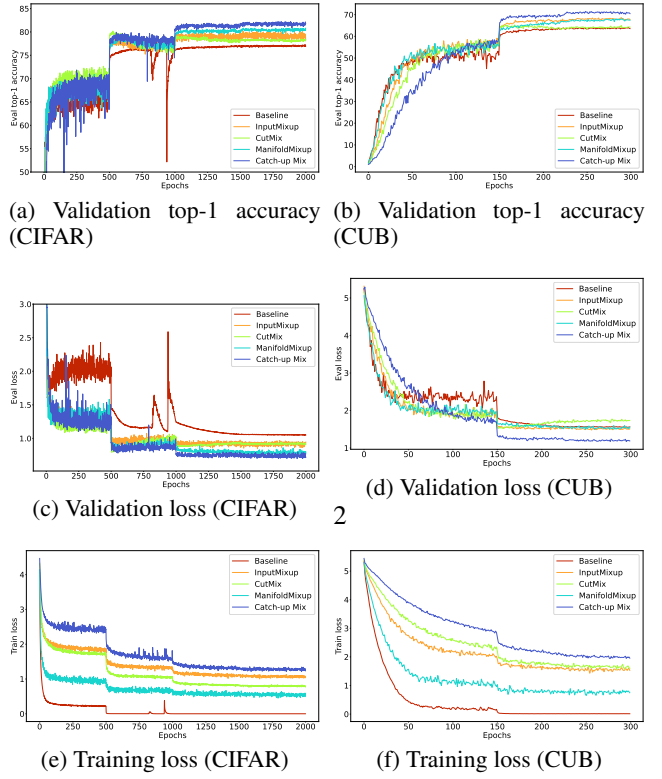 85
80
75
70
65
60
55
50
Eval top-1 accuracy
0 250 500 750 1000 1250 1500 1750 2000
Epochs
Baseline
InputMixup
CutMix
ManifoldMixup
Catch-up Mix
70
60
50
40
30
20
10
0
Eval top-1 accuracy
0 50 100 150 200 250 300
Epochs
Baseline
InputMixup
CutMix
ManifoldMixup
Catch-up Mix
(a) Validation top-1 accuracy
(CIFAR)
(b) Validation top-1 accuracy
(CUB)
3.0
2.5
2.0
1.5
1.0
Eval loss
0 250 500 750 1000 1250 1500 1750 2000
Epochs
Baseline
InputMixup
CutMix
ManifoldMixup
Catch-up Mix
(c) Validation loss (CIFAR)
5
4
3
2
1
Eval loss
0 50 100 150 200 250 300
Epochs
Baseline
InputMixup
CutMix
ManifoldMixup
Catch-up Mix
(d) Validation loss (CUB)
2
4
3
2
1
0
Train loss
0 250 500 750 1000 1250 1500 1750 2000
Epochs
Baseline
InputMixup
CutMix
ManifoldMixup
Catch-up Mix
(e) Training loss (CIFAR)
5
4
3
2
1
0
Train loss
0 50 100 150 200 250 300
Epochs
Baseline
InputMixup
CutMix
ManifoldMixup
Catch-up Mix
(f) Training loss (CUB)